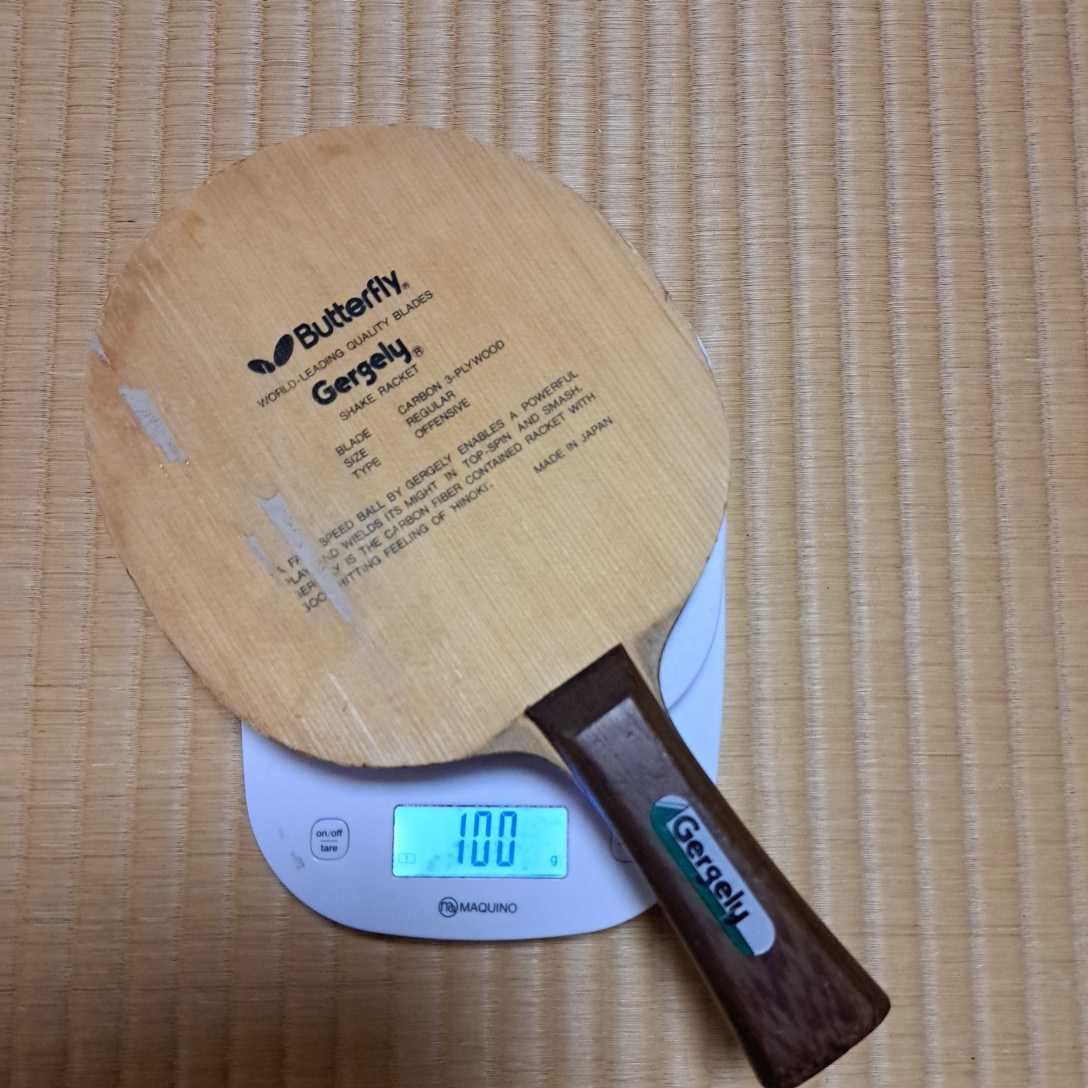 Butterfly®
WORLD-LEADING QUALITY BLADES
Gergely®
SHAKE RACKET
BLADE CARBON 3-PLYWOOD
SIZE REGULAR
TYPE OFFENSIVE
SPEED BALL BY GERGELY ENABLES A POWERFUL
WIELDS ITS MIGHT IN TOP-SPIN AND SMASH.
IS THE CARBON FIBER CONTAINED RACKET WITH
HITTING FEELING OF 'HINOKI'.
MADE IN JAPAN
Gergely
on/off
tare
100 g
MAQUINO